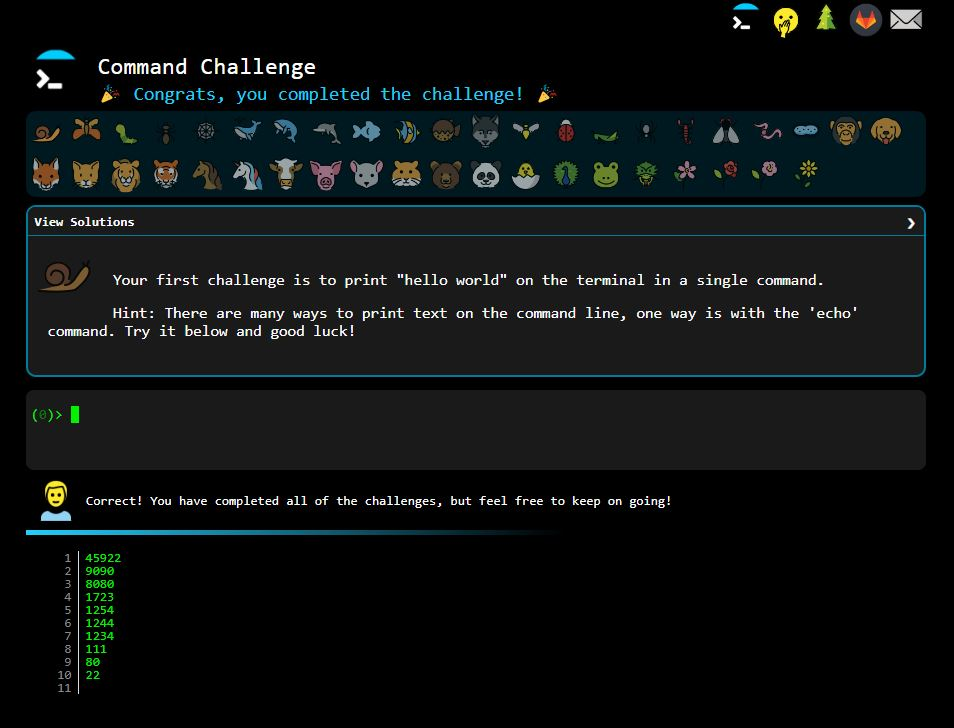 Command Challenge
🎉 Congrats, you completed the challenge! 🎉
View Solutions
Your first challenge is to print "hello world" on the terminal in a single command.
Hint: There are many ways to print text on the command line, one way is with the 'echo'
command. Try it below and good luck!
(0)>
Correct! You have completed all of the challenges, but feel free to keep on going!
1 45922
2 9090
3 8080
4 1723
5 1254
6 1244
7 1234
8 111
9 80
10 22
11